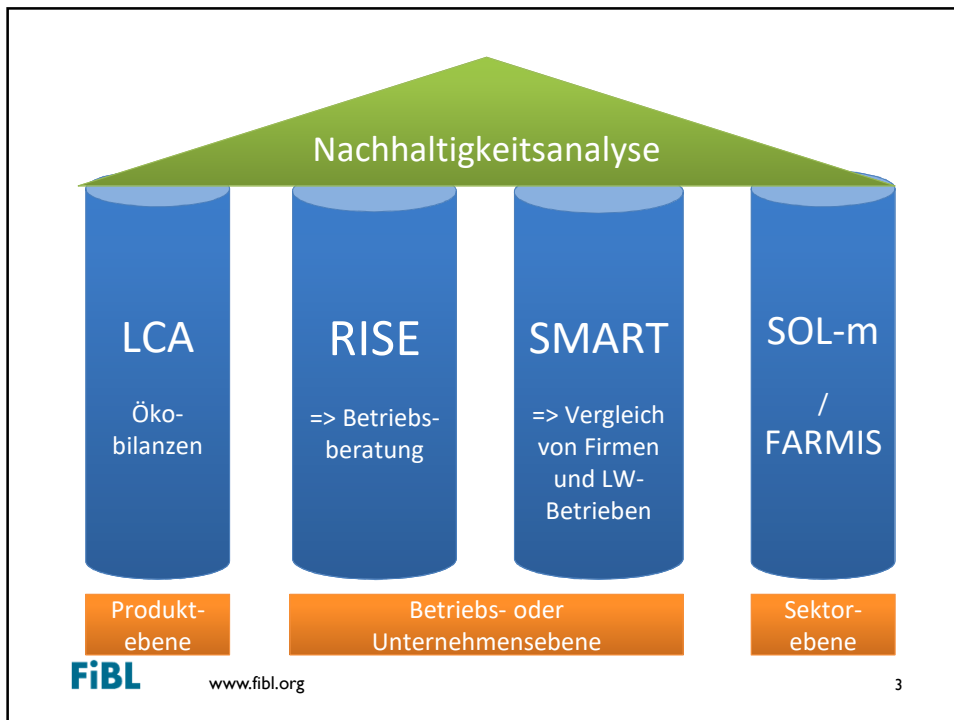 Nachhaltigkeitsanalyse
LCA
Öko-
bilanzen
RISE
=> Betriebs-
beratung
SMART
=> Vergleich
von Firmen
und LW-
Betrieben
SOL-m
/
FARMIS
Produkt-
ebene
Betriebs- oder
Unternehmensebene
Sektor-
ebene
FiBL www.fibl.org 3